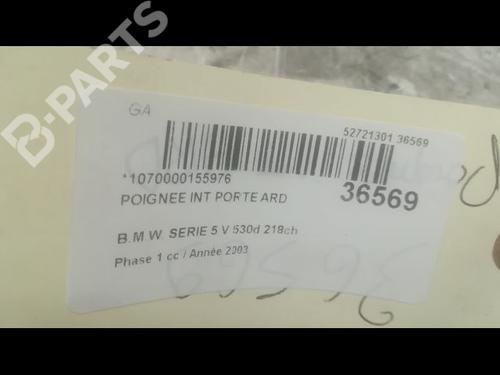 B-PARTS
GA
52721301 36569
*1070000155976
36569
POIGNEE INT PORTE ARD
B.M.W. SERIE 5 V 530d 218ch
Phase 1 cc / Année 2003
36569